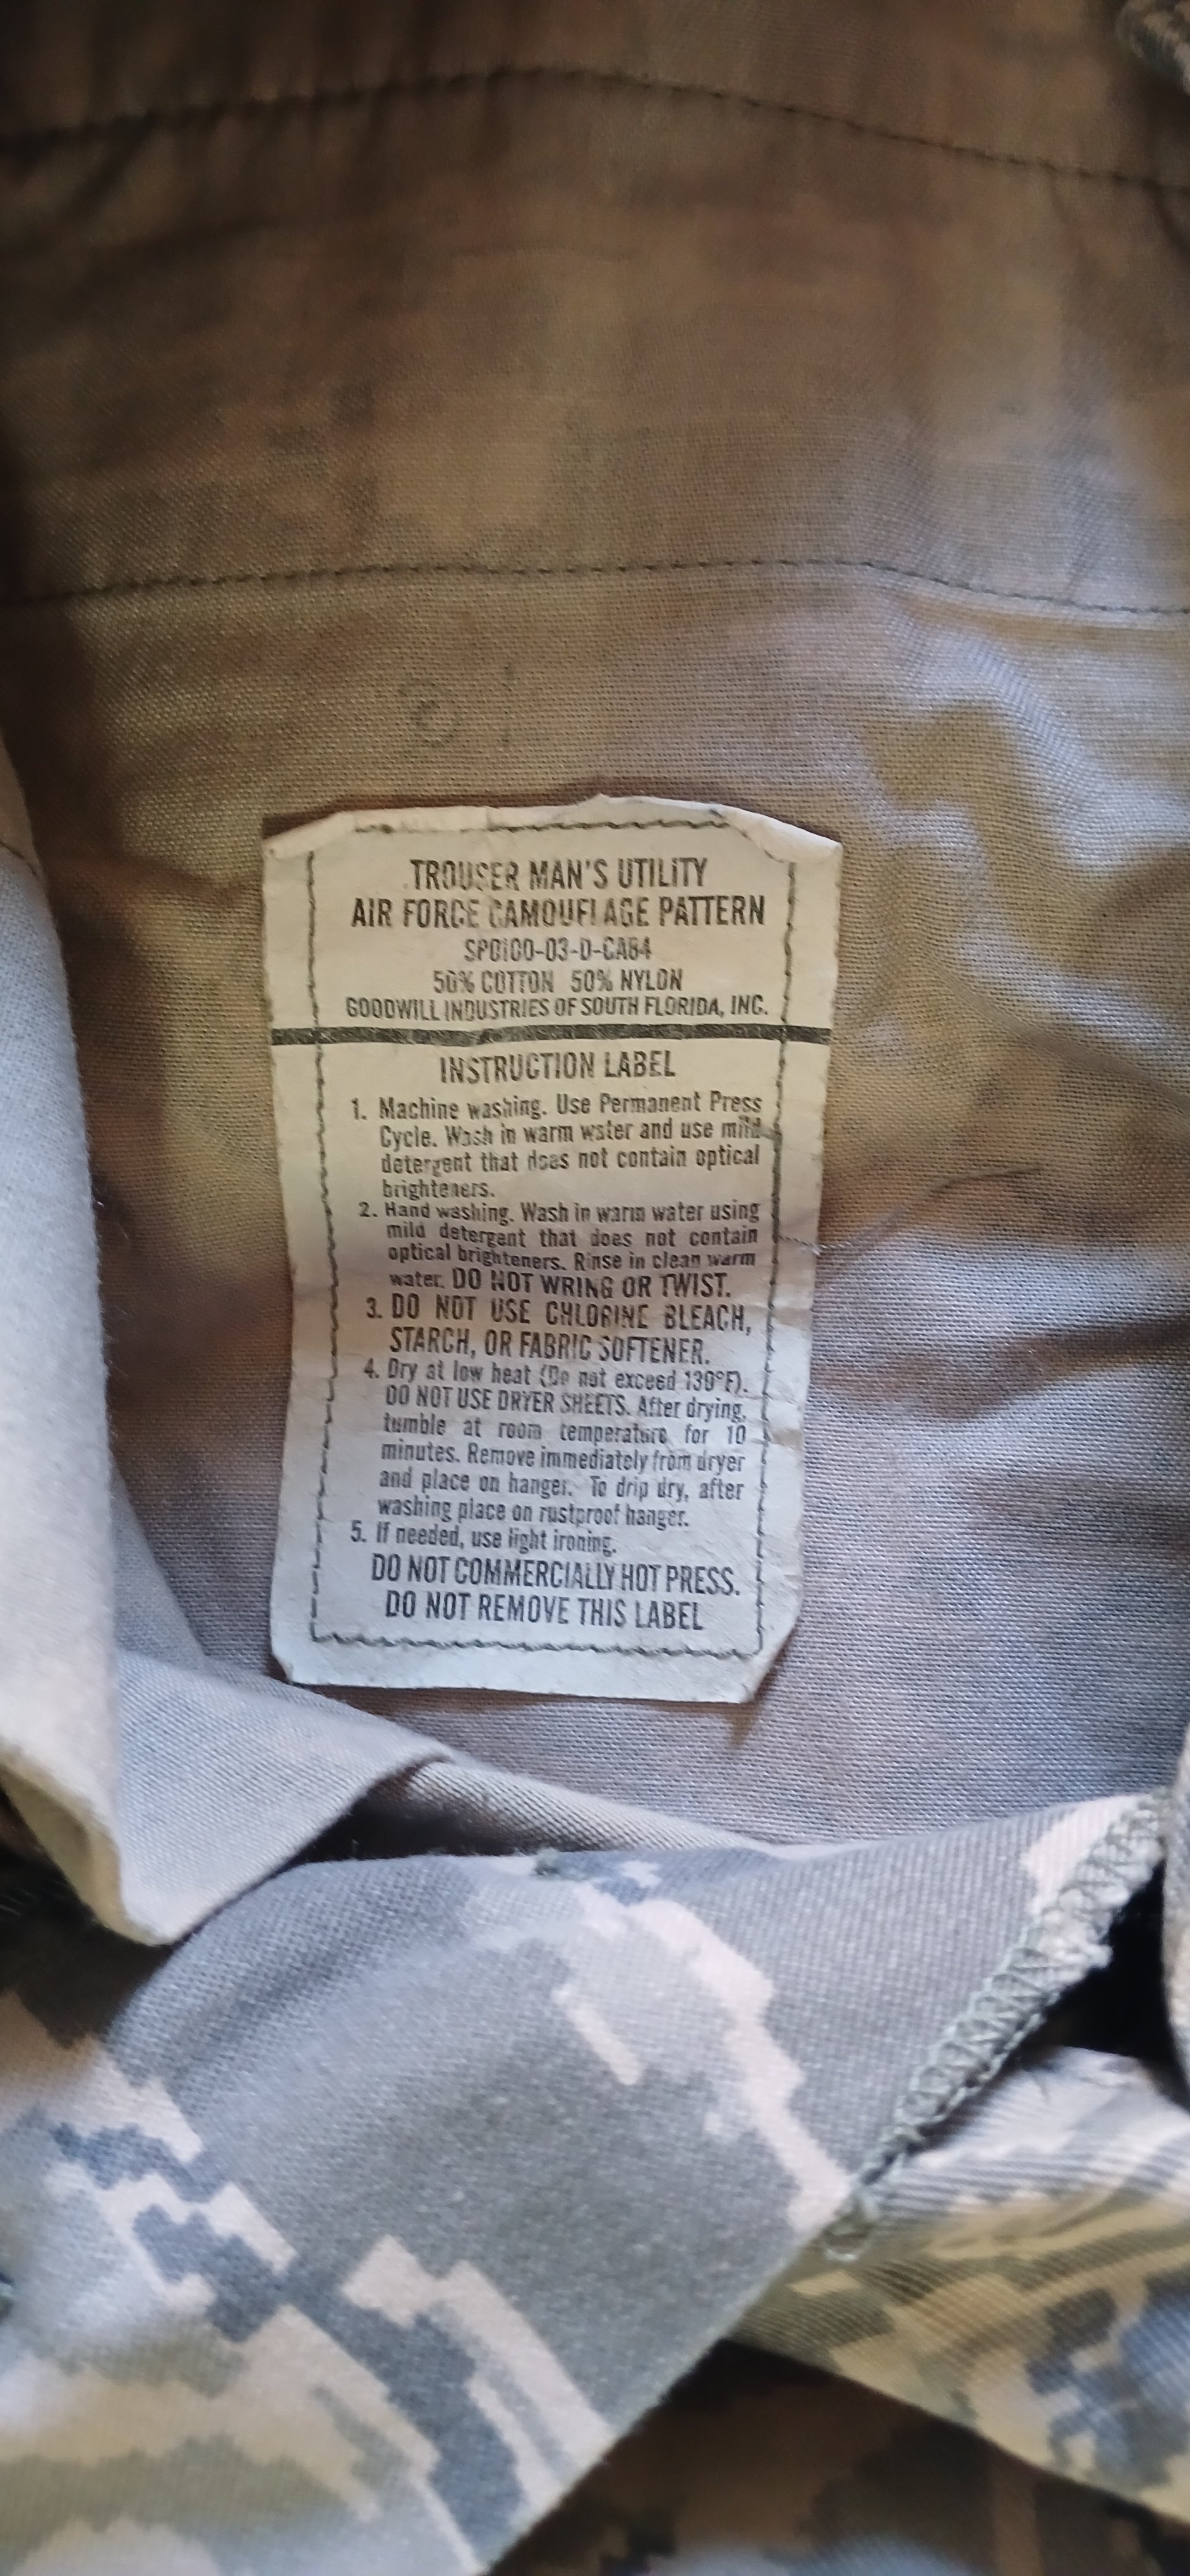 TROUSER MAN'S UTILITY
AIR FORCE CAMOUFLAGE PATTERN
50% COTTON 50% NYLON
GOODWILL INDUSTRIES OF SOUTH FLORIDA, INC.
INSTRUCTION LABEL
1. Machine washing. Use Permanent Press
Cycle. Wash in warm water and use mild
detergent that does not contain optical
brighteners.
2. Hand washing. Wash in warm water using
mild detergent that does not contain
optical brighteners. Rinse in clean warm
water. DO NOT WRING OR TWIST.
3. DO NOT USE CHLORINE BLEACH,
STARCH, OR FABRIC SOFTENER.
4. Dry at low heat (Do not exceed 130°F).
DO NOT USE DRYER SHEETS. After drying,
tumble at room temperature for 10
minutes. Remove immediately from dryer
and place on hanger. To drip dry, after
washing place on rustproof hanger.
5. If needed, use light ironing.
DO NOT COMMERCIALLY HOT PRESS.
DO NOT REMOVE THIS LABEL